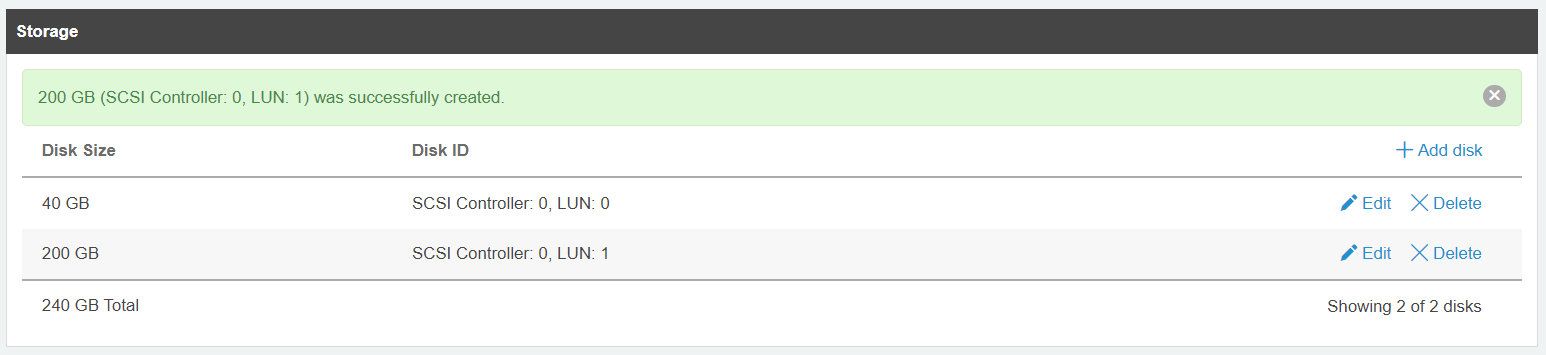 Storage
200 GB (SCSI Controller: 0, LUN: 1) was successfully created.
Disk Size Disk ID Add disk
40 GB SCSI Controller: 0, LUN: 0 Edit Delete
200 GB SCSI Controller: 0, LUN: 1 Edit Delete
240 GB Total Showing 2 of 2 disks